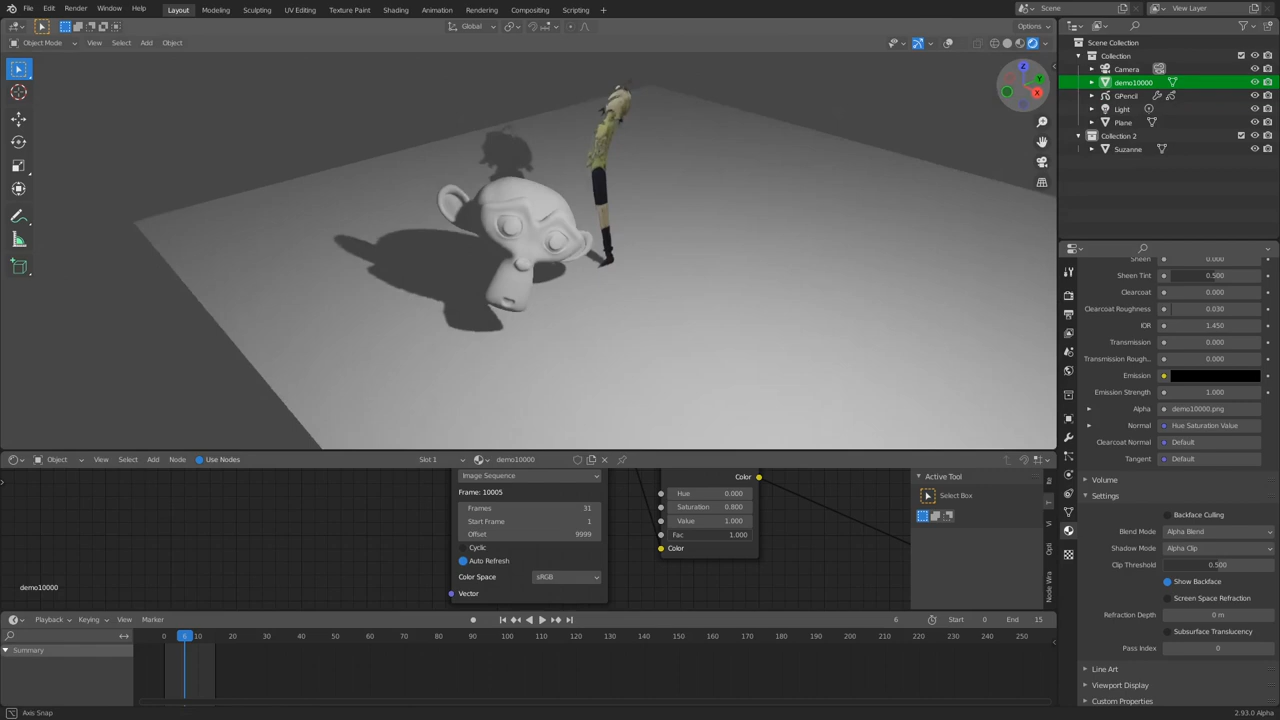 File Edit Render Window Help Layout Modeling Sculpting UV Editing Texture Paint Shading Animation Rendering Compositing Scripting + Scene View Layer
Global Options
Object Mode View Select Add Object
Scene Collection
Collection
Camera
demo10000
GPencil
Light
Plane
Collection 2
Suzanne
Z
Y
X
Sheen 0.000
Sheen Tint 0.500
Clearcoat 0.000
Clearcoat Roughness 0.030
IOR 1.450
Transmission 0.000
Transmission Rough... 0.000
Emission
Emission Strength 1.000
Alpha demo10000.png
Normal Hue Saturation Value
Clearcoat Normal Default
Tangent Default
Volume
Settings
Backface Culling
Blend Mode Alpha Blend
Shadow Mode Alpha Clip
Clip Threshold 0.500
Show Backface
Screen Space Refraction
Refraction Depth 0 m
Subsurface Translucency
Pass Index 0
Line Art
Viewport Display
Custom Properties
Object View Select Add Node Use Nodes Slot 1 demo10000
Image Sequence
Frame: 10005
Frames 31
Start Frame 1
Offset 9999
Cyclic
Auto Refresh
Color Space sRGB
Vector
Color
Hue 0.000
Saturation 0.800
Value 1.000
Fac 1.000
Color
Active Tool
Select Box
Opti
Node Wra
demo10000
Playback Keying View Marker 6 Start 0 End 15
0 6 10 20 30 40 50 60 70 80 90 100 110 120 130 140 150 160 170 180 190 200 210 220 230 240 250
Summary
Axis Snap 2.93.0 Alpha